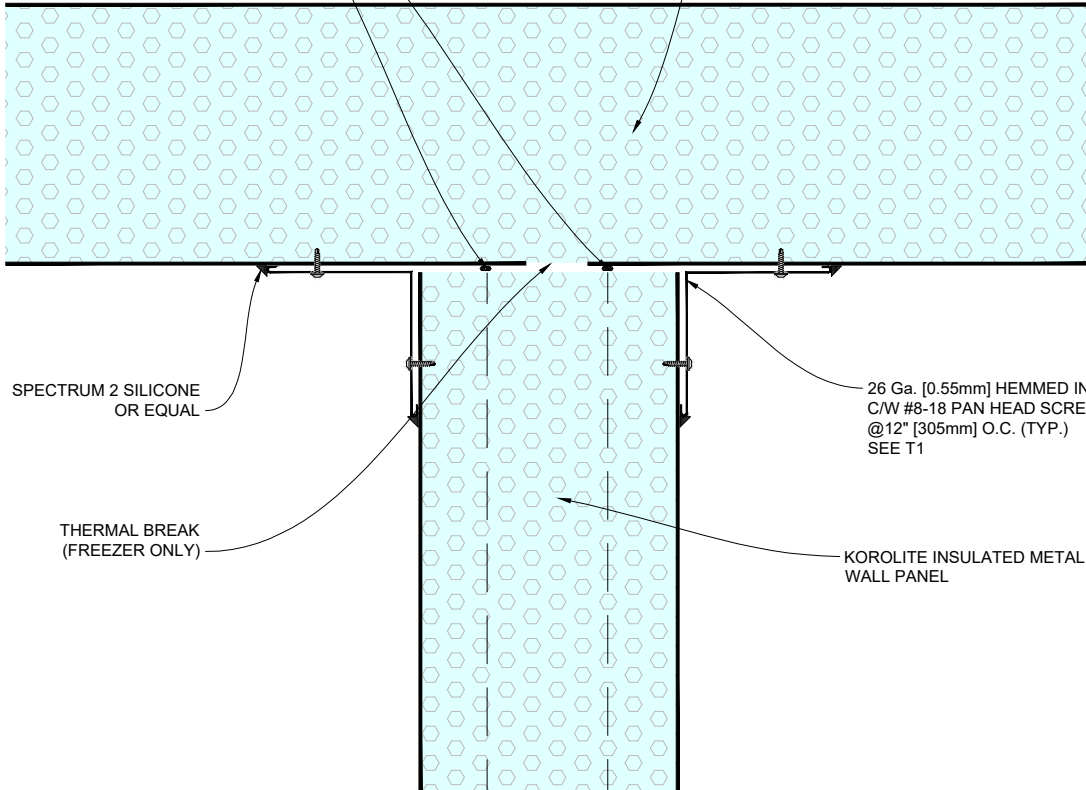 SPECTRUM 2 SILICONE
OR EQUAL
26 Ga. [0.55mm] HEMMED IN
C/W #8-18 PAN HEAD SCRE
@12" [305mm] O.C. (TYP.)
SEE T1
THERMAL BREAK
(FREEZER ONLY)
KOROLITE INSULATED METAL
WALL PANEL